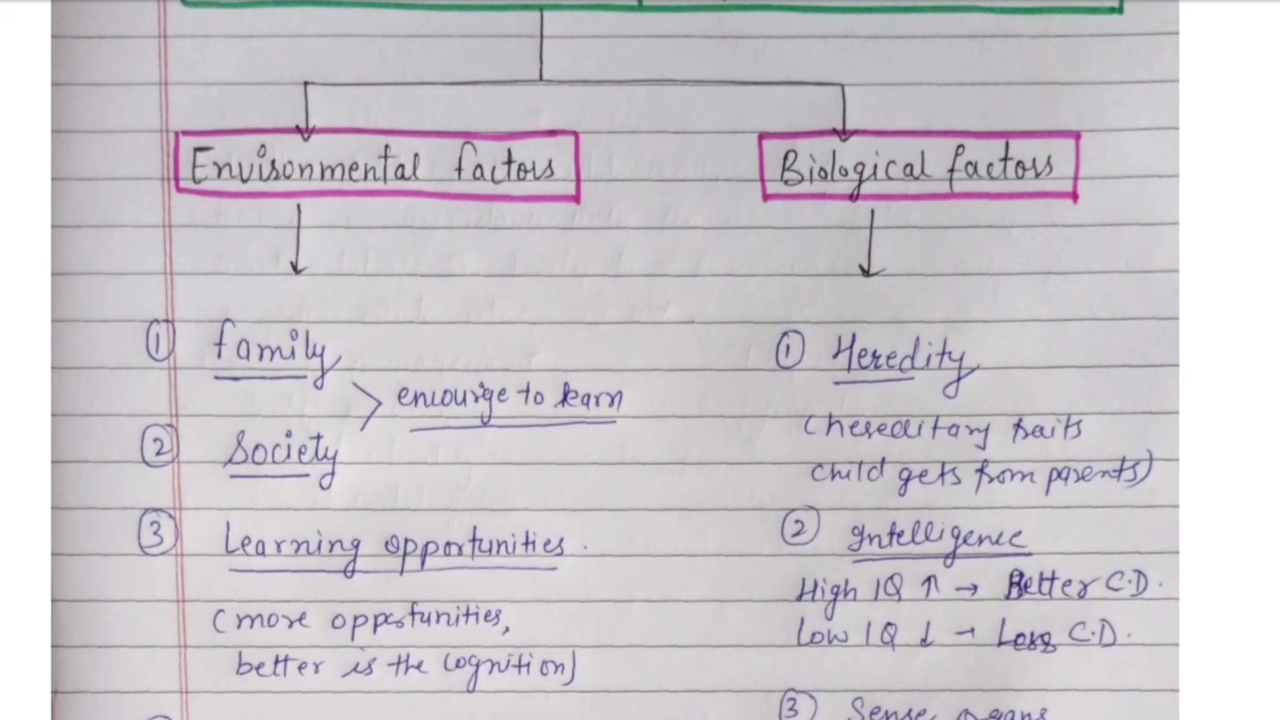 Environmental factors
Biological factors
① family
② society
> encourge to learn
③ Learning opportunities.
(more opportunities,
better is the cognition)
① Heredity
(hereditary traits
child gets from parents)
② Intelligence
High IQ ↑ → Better C.D.
Low IQ ↓ → Less C.D.
③ Sense organs